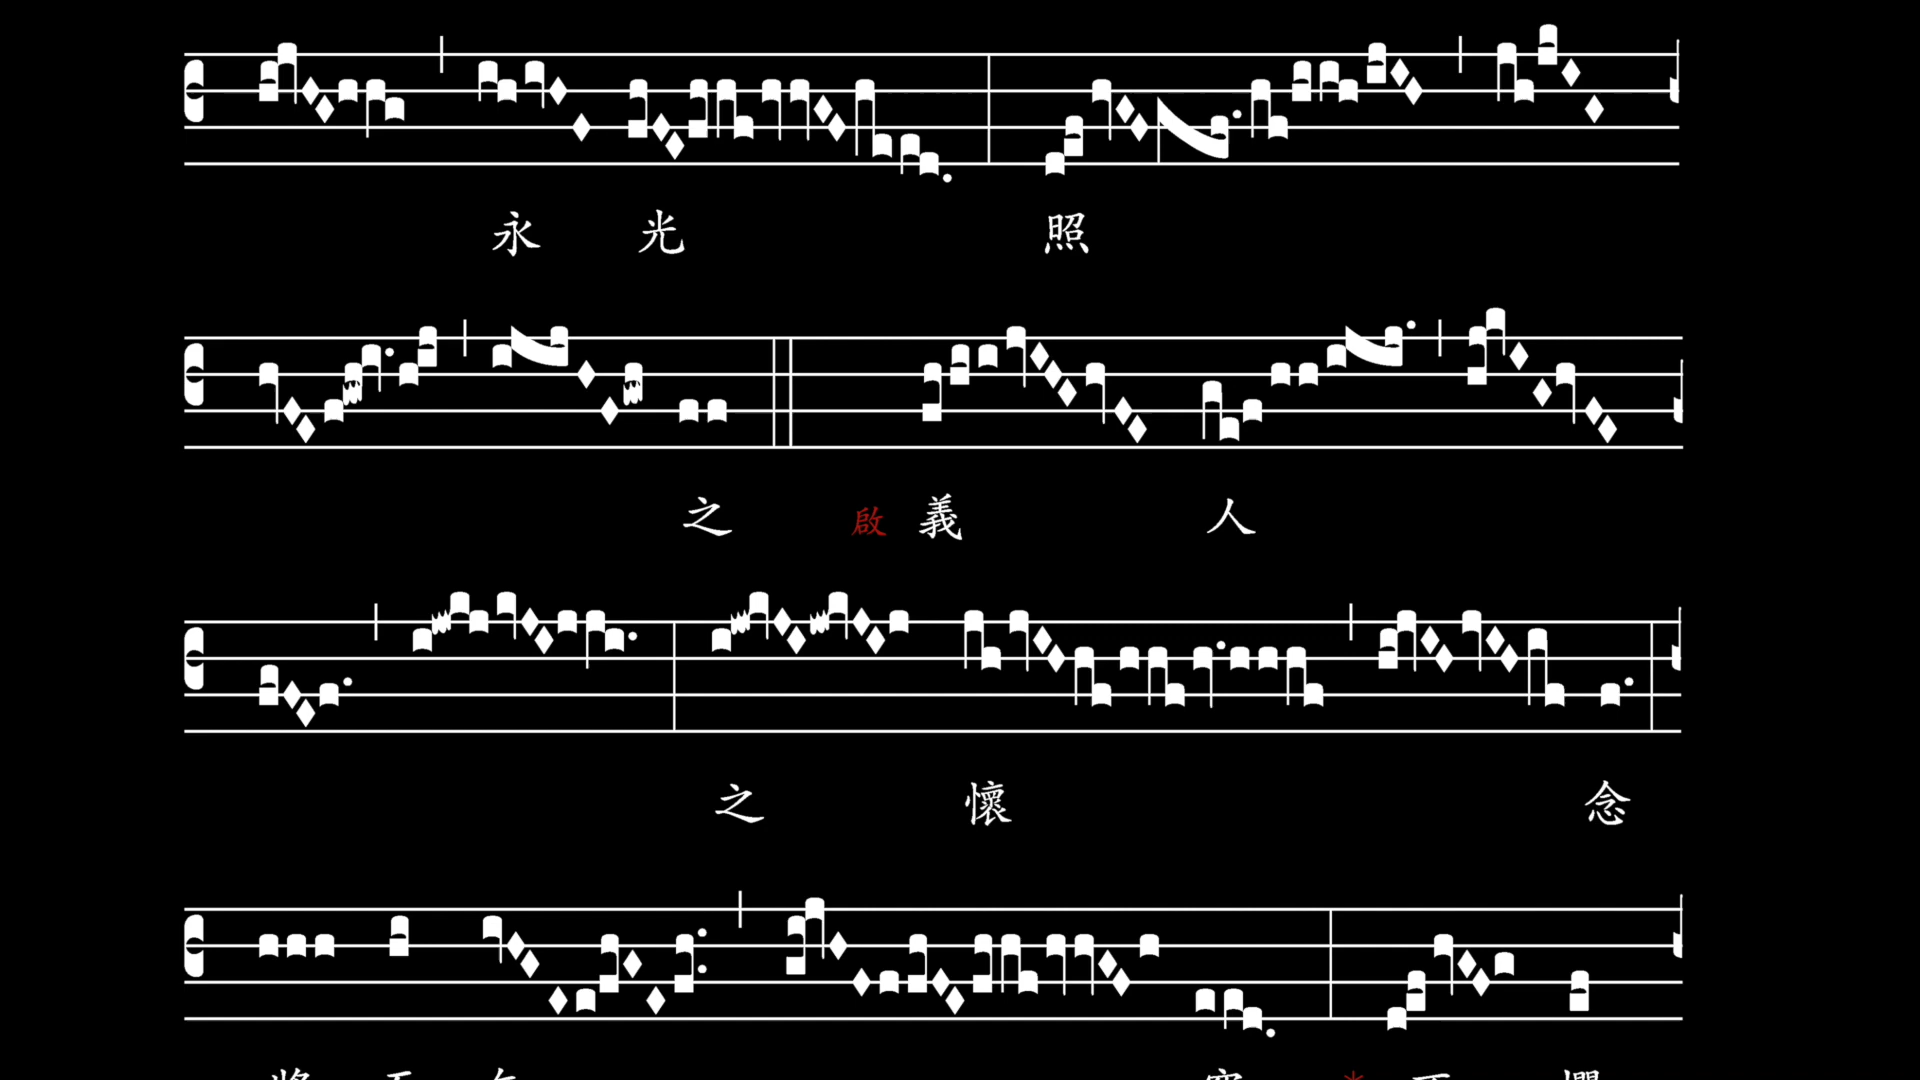 永 光 照
之 啟 義 人
之 懷 念